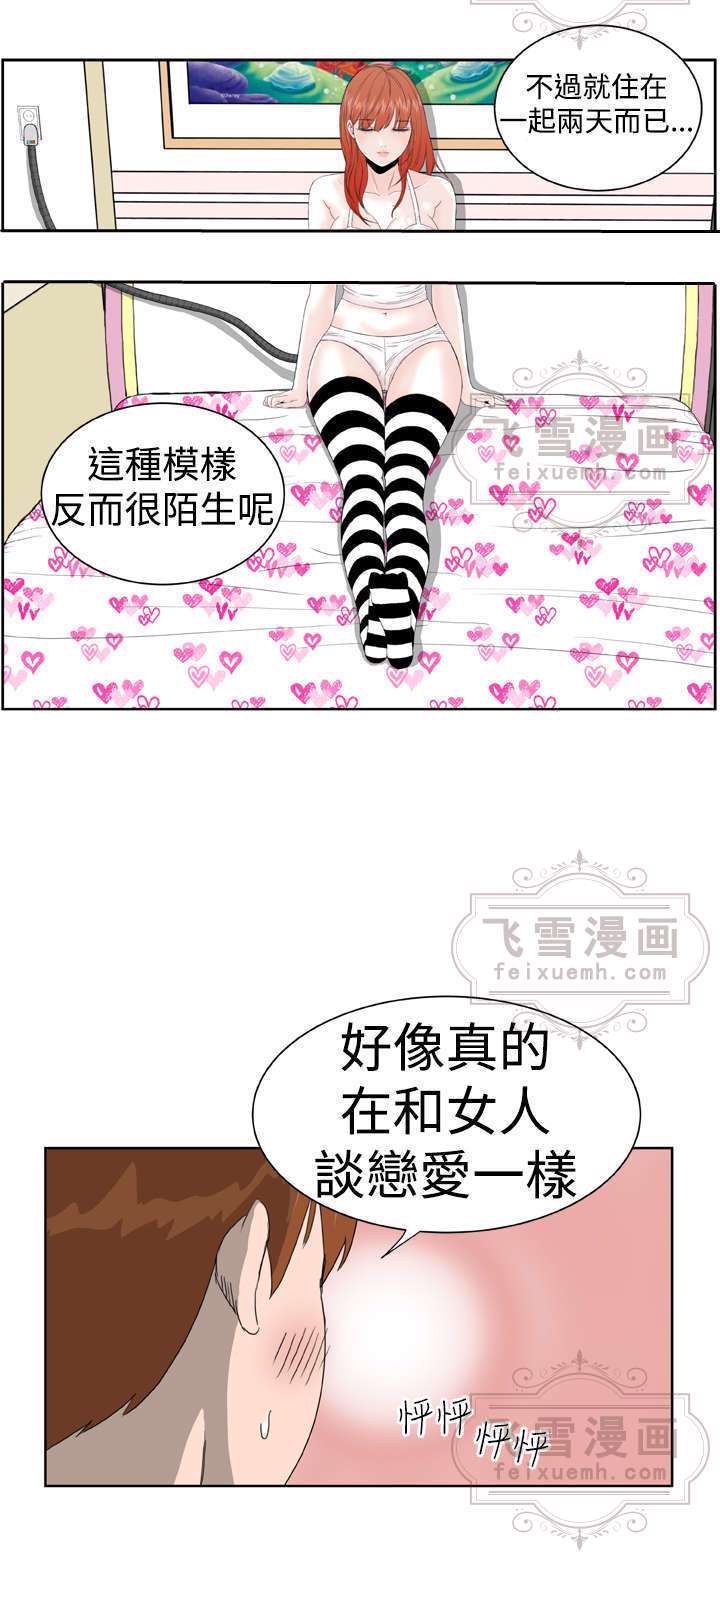 不過就住在
一起兩天而已...
©Disney
飞雪漫画
feixuemh.com
這種模樣
反而很陌生呢
飞雪漫画
feixuemh.com
好像真的
在和女人
談戀愛一樣
怦怦
怦怦
飞雪漫画
feixuemh.com